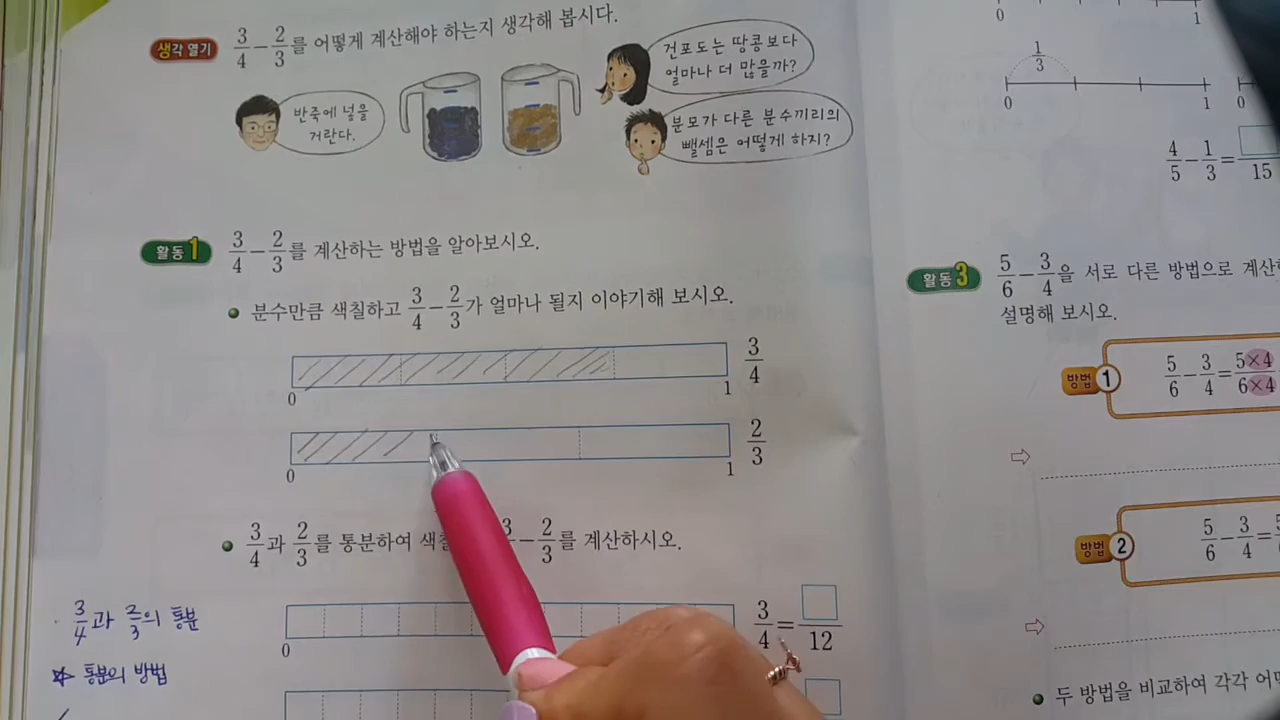 생각 열기 3/4-2/3를 어떻게 계산해야 하는지 생각해 봅시다.
반죽에 넣을
거란다.
건포도는 땅콩보다
얼마나 더 많을까?
분모가 다른 분수끼리의
뺄셈은 어떻게 하지?
활동1 3/4-2/3를 계산하는 방법을 알아보시오.
분수만큼 색칠하고 3/4-2/3가 얼마나 될지 이야기해 보시오.
0 1 3/4
0 1 2/3
3/4과 2/3를 통분하여 3/4-2/3를 계산하시오.
0 3/4=□/12
3/4과 2/3의 통분
통분의 방법
0 1
1/3
0 1 0
4/5-1/3=□/15
활동3 5/6-3/4을 서로 다른 방법으로
설명해 보시오.
방법 1 5/6-3/4=5×4/6×4
방법 2 5/6-3/4=
두 방법을 비교하여 각각